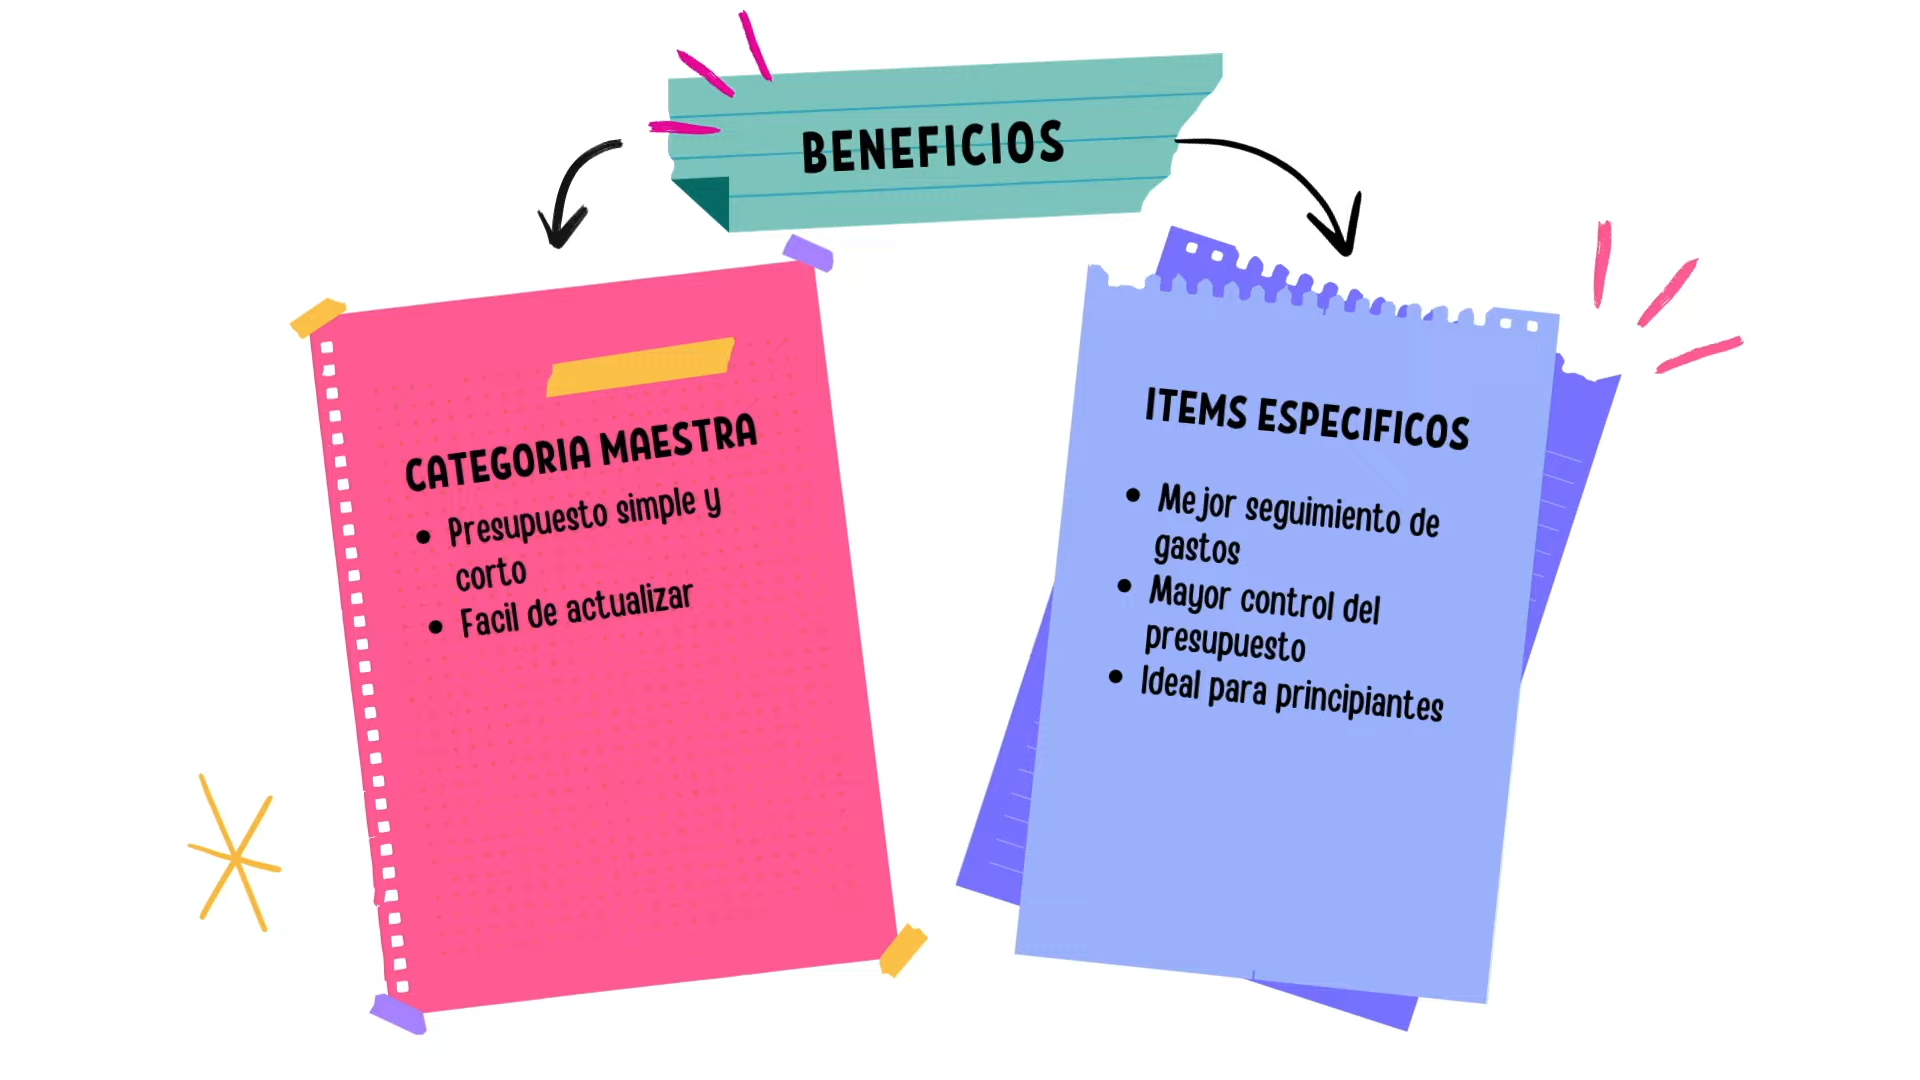 BENEFICIOS
CATEGORIA MAESTRA
• Presupuesto simple y
corto
• Facil de actualizar
ITEMS ESPECIFICOS
• Mejor seguimiento de
gastos
• Mayor control del
presupuesto
• Ideal para principiantes